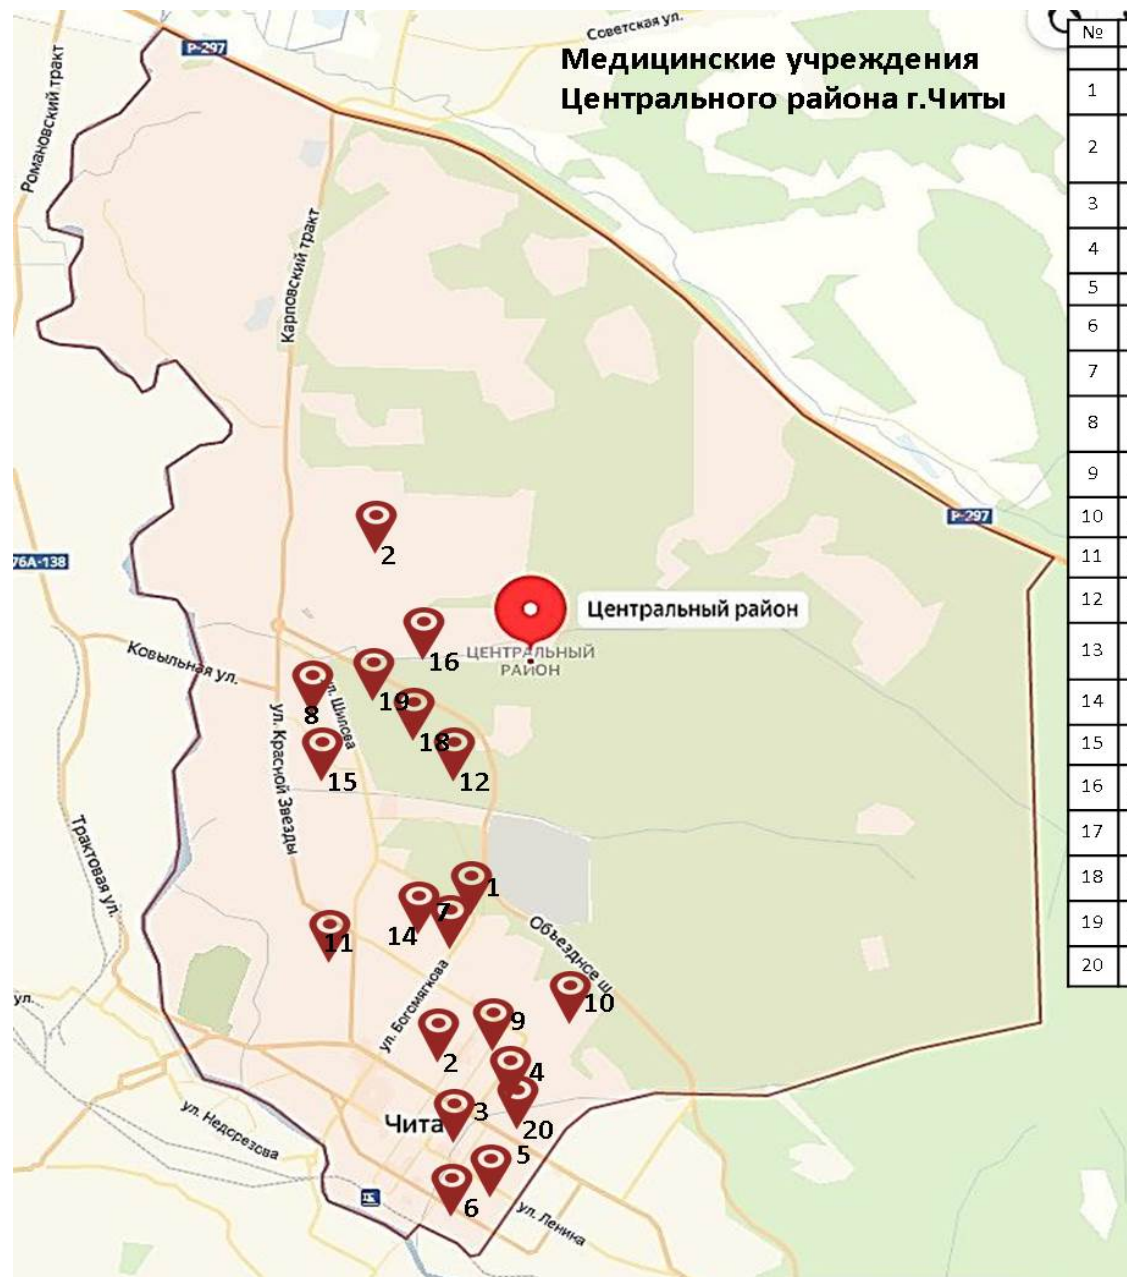 Советская ул.
Р-297
Медицинские учреждения
Центрального района г.Читы
Романовский тракт
Карповский тракт
Р-297
76А-138
2
Центральный район
16
ЦЕНТРАЛЬНЫЙ
РАЙОН
Ковыльная ул.
19
8
ул. Шилова
18
ул. Красной Звезды
15
12
Трактовая ул.
1
7
14
11
Объездное ш.
10
ул.
ул. Богомягкова
9
2
4
3
Чита
20
ул. Недорезова
5
6
ул. Ленина
№
1
2
3
4
5
6
7
8
9
10
11
12
13
14
15
16
17
18
19
20